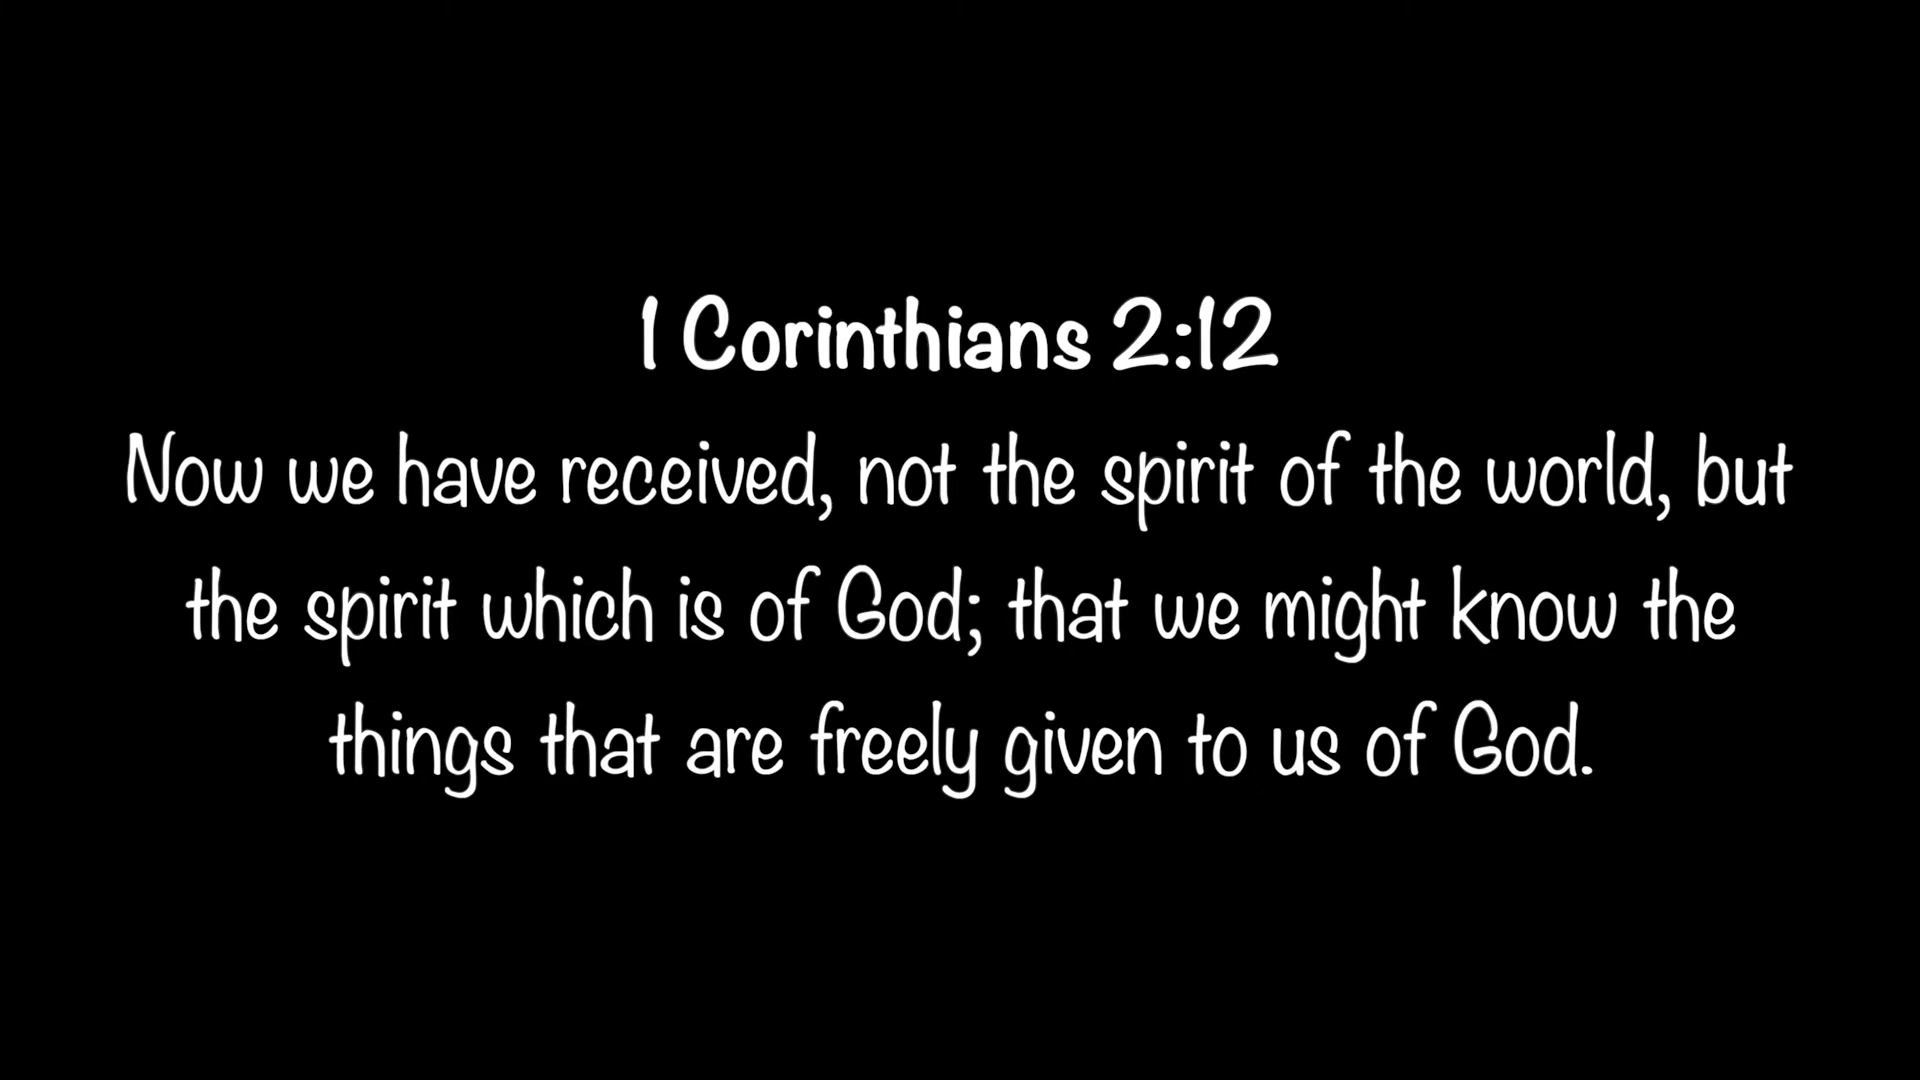 1 Corinthians 2:12
Now we have received, not the spirit of the world, but
the spirit which is of God; that we might know the
things that are freely given to us of God.